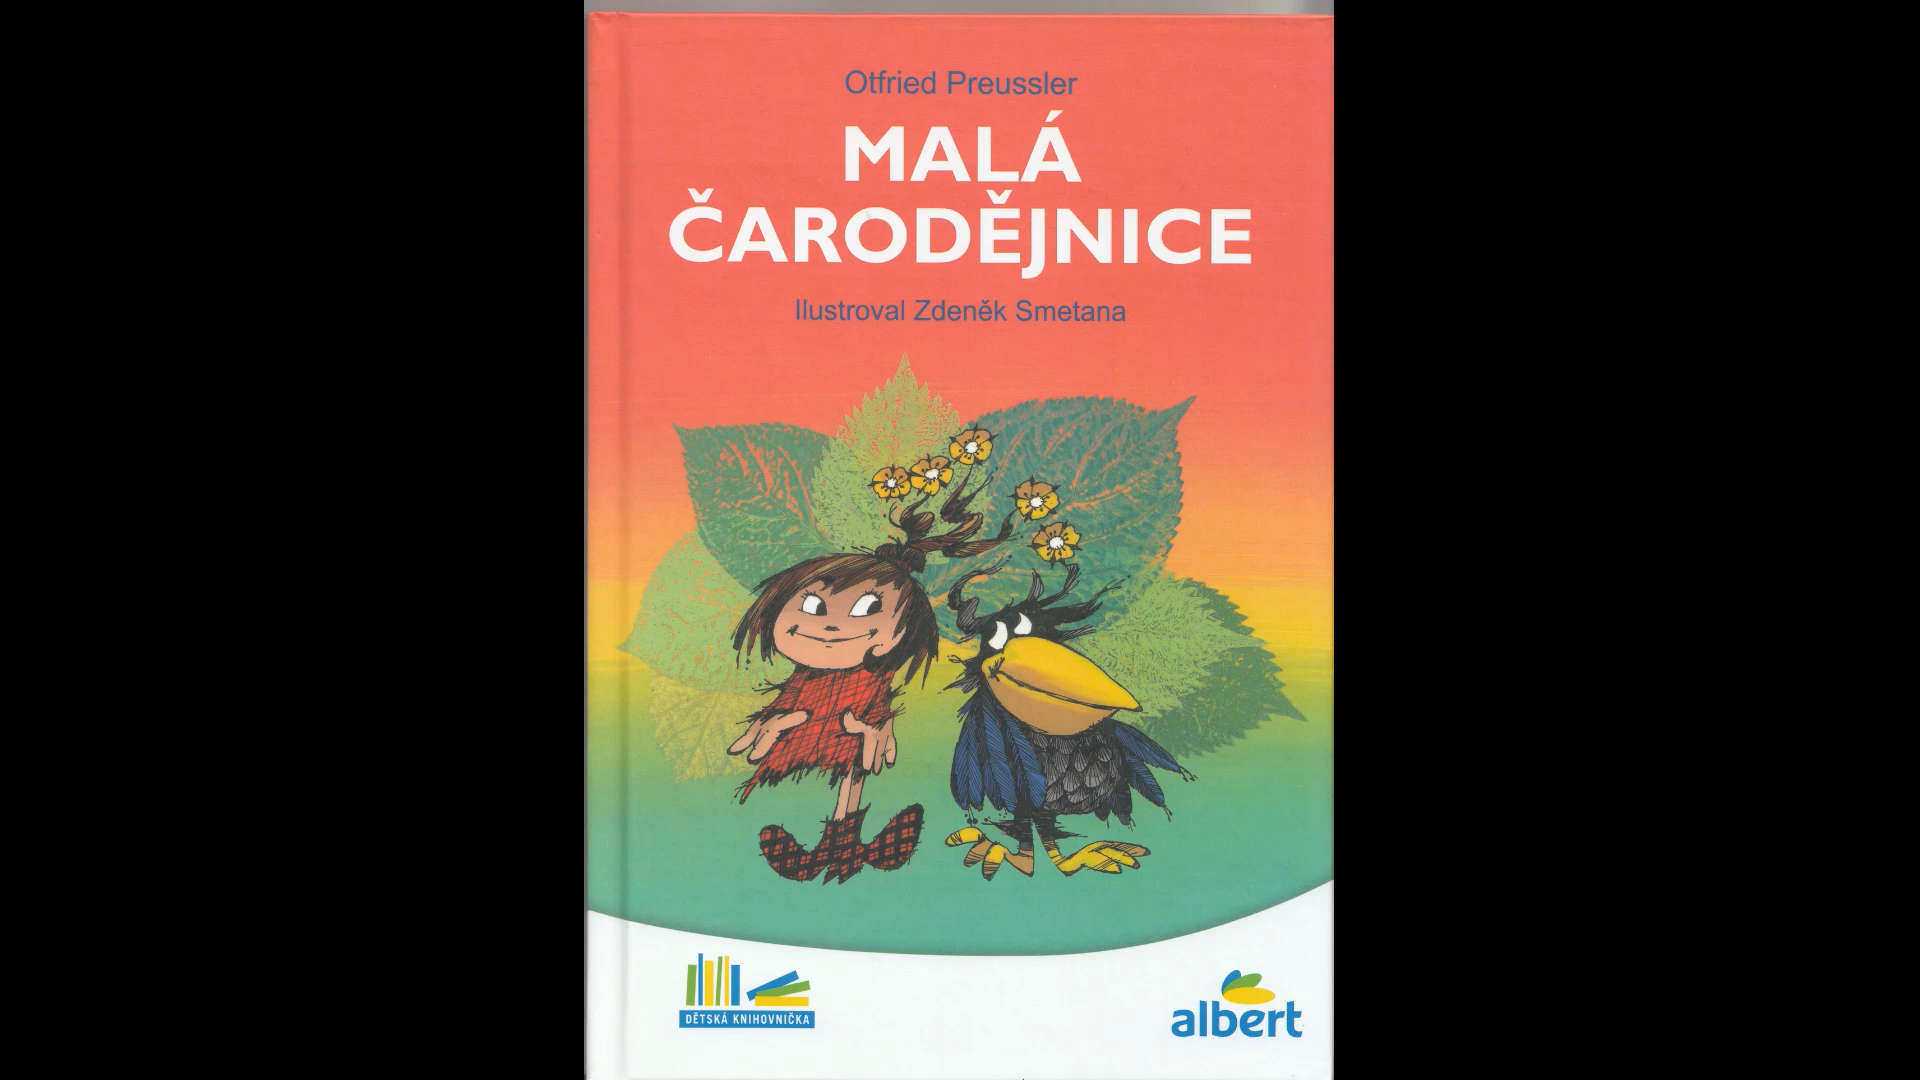 Otfried Preussler
MALÁ
ČARODĚJNICE
Ilustroval Zdeněk Smetana
DĚTSKÁ KNIHOVNIČKA
albert